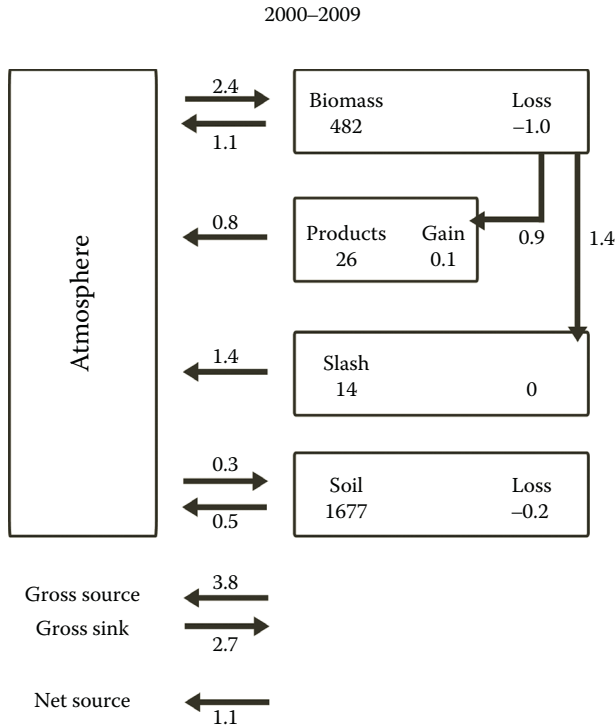 2000–2009
2.4
Biomass Loss
482 –1.0
1.1
0.8
Products Gain
26 0.1
0.9
1.4
Atmosphere
1.4
Slash
14 0
0.3
Soil Loss
1677 –0.2
0.5
Gross source 3.8
Gross sink
2.7
Net source
1.1